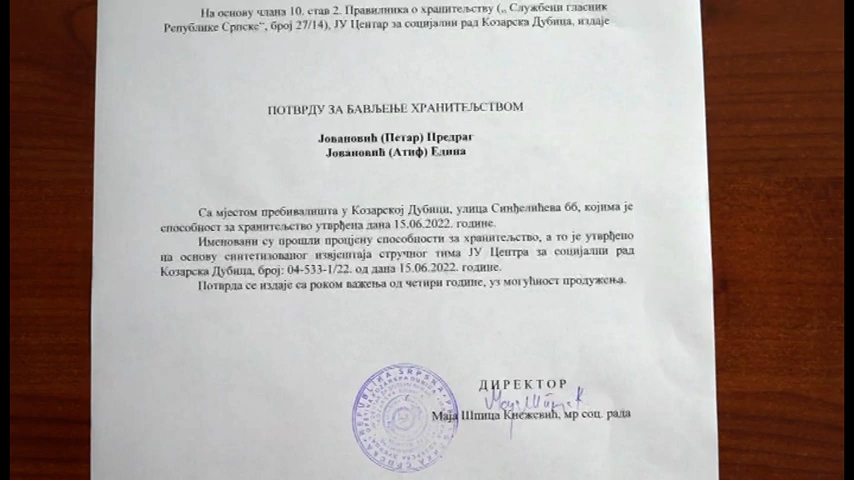 На основу члана 10. став 2. Правилника о хранитељству („ Службени гласник
Републике Српске“, број 27/14), ЈУ Центар за социјални рад Козарска Дубица, издаје
ПОТВРДУ ЗА БАВЉЕЊЕ ХРАНИТЕЉСТВОМ
Јовановић (Петар) Предраг
Јовановић (Атиф) Едина
Са мјестом пребивалишта у Козарској Дубици, улица Синђелићева бб, којима је
способност за хранитељство утврђена дана 15.06.2022. године.
Именовани су прошли процјену способности за хранитељство, а то је утврђено
на основу синтетизованог извјештаја стручног тима ЈУ Центра за социјални рад
Козарска Дубица, број: 04-533-1/22. од дана 15.06.2022. године.
Потврда се издаје са роком важења од четири године, уз могућност продужења.
Д И Р Е К Т О Р
Маја Шпица Кнежевић, мр соц. рада
REPUBLIKA SRPSKA